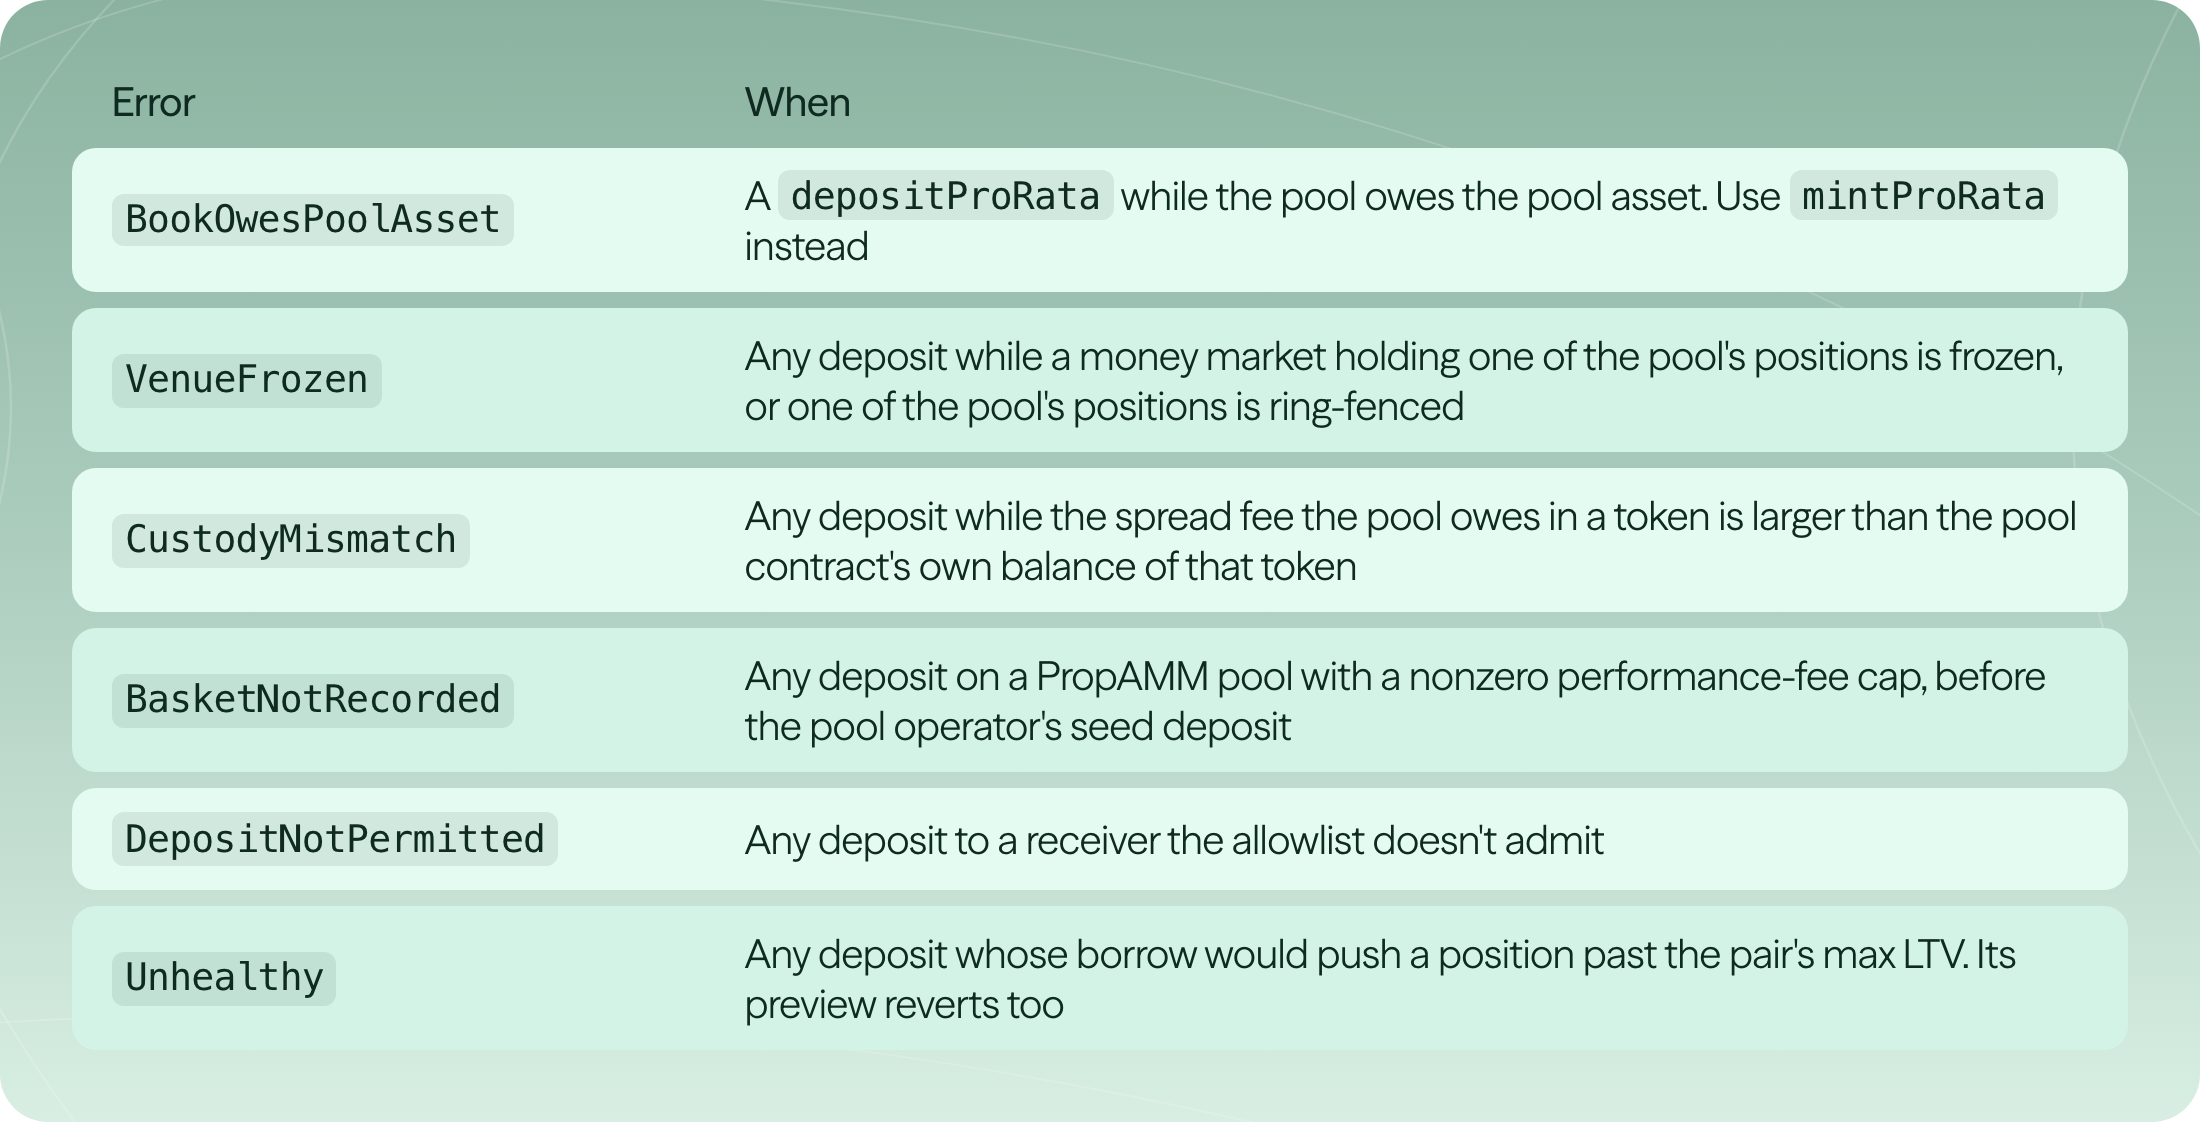 Error When
BookOwesPoolAsset
A depositProRata while the pool owes the pool asset. Use mintProRata
instead
VenueFrozen
Any deposit while a money market holding one of the pool's positions is frozen,
or one of the pool's positions is ring-fenced
CustodyMismatch
Any deposit while the spread fee the pool owes in a token is larger than the pool
contract's own balance of that token
BasketNotRecorded
Any deposit on a PropAMM pool with a nonzero performance-fee cap, before
the pool operator's seed deposit
DepositNotPermitted
Any deposit to a receiver the allowlist doesn't admit
Unhealthy
Any deposit whose borrow would push a position past the pair's max LTV. Its
preview reverts too